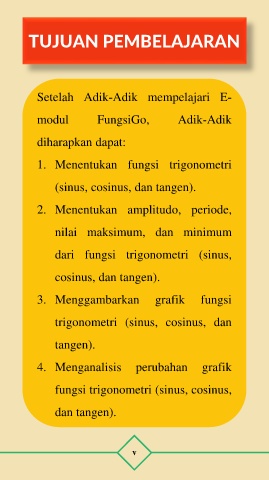 TUJUAN PEMBELAJARAN
Setelah Adik-Adik mempelajari E-
modul FungsiGo, Adik-Adik
diharapkan dapat:
1. Menentukan fungsi trigonometri
(sinus, cosinus, dan tangen).
2. Menentukan amplitudo, periode,
nilai maksimum, dan minimum
dari fungsi trigonometri (sinus,
cosinus, dan tangen).
3. Menggambarkan grafik fungsi
trigonometri (sinus, cosinus, dan
tangen).
4. Menganalisis perubahan grafik
fungsi trigonometri (sinus, cosinus,
dan tangen).
v